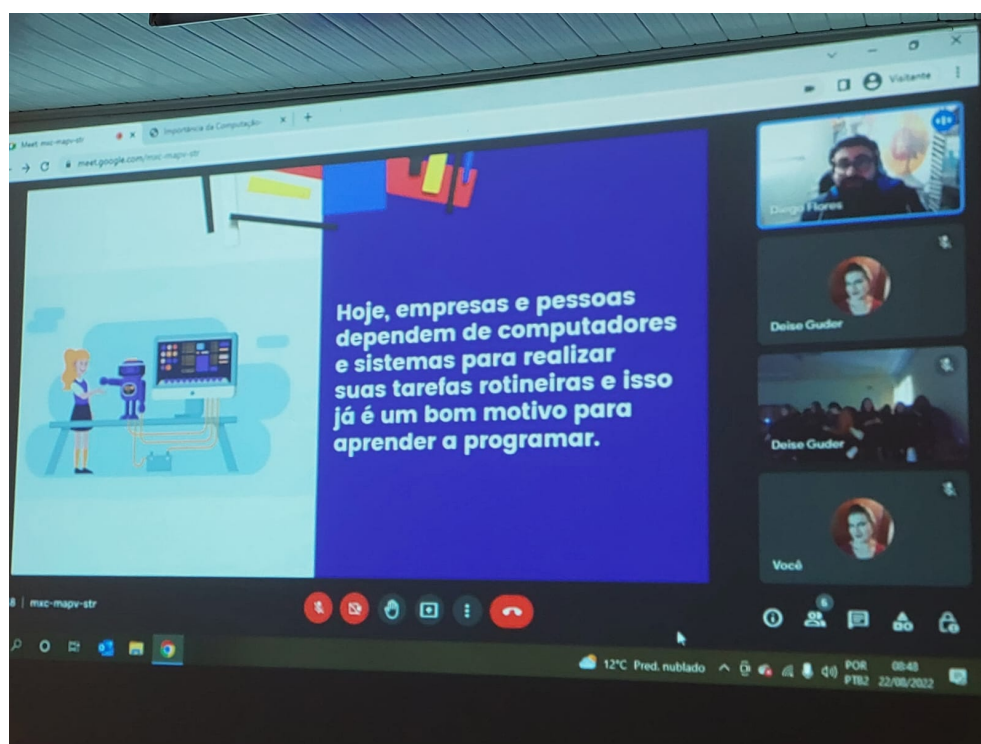 Meet: mxc-mapv-str
Importância da Computação
Visitante
meet.google.com/mxc-mapv-str
Hoje, empresas e pessoas
dependem de computadores
e sistemas para realizar
suas tarefas rotineiras e isso
já é um bom motivo para
aprender a programar.
Diego Flores
Deise Guder
Deise Guder
Você
mxc-mapv-str
6
12°C Pred. nublado
POR
PTB2
08:48
22/08/2022